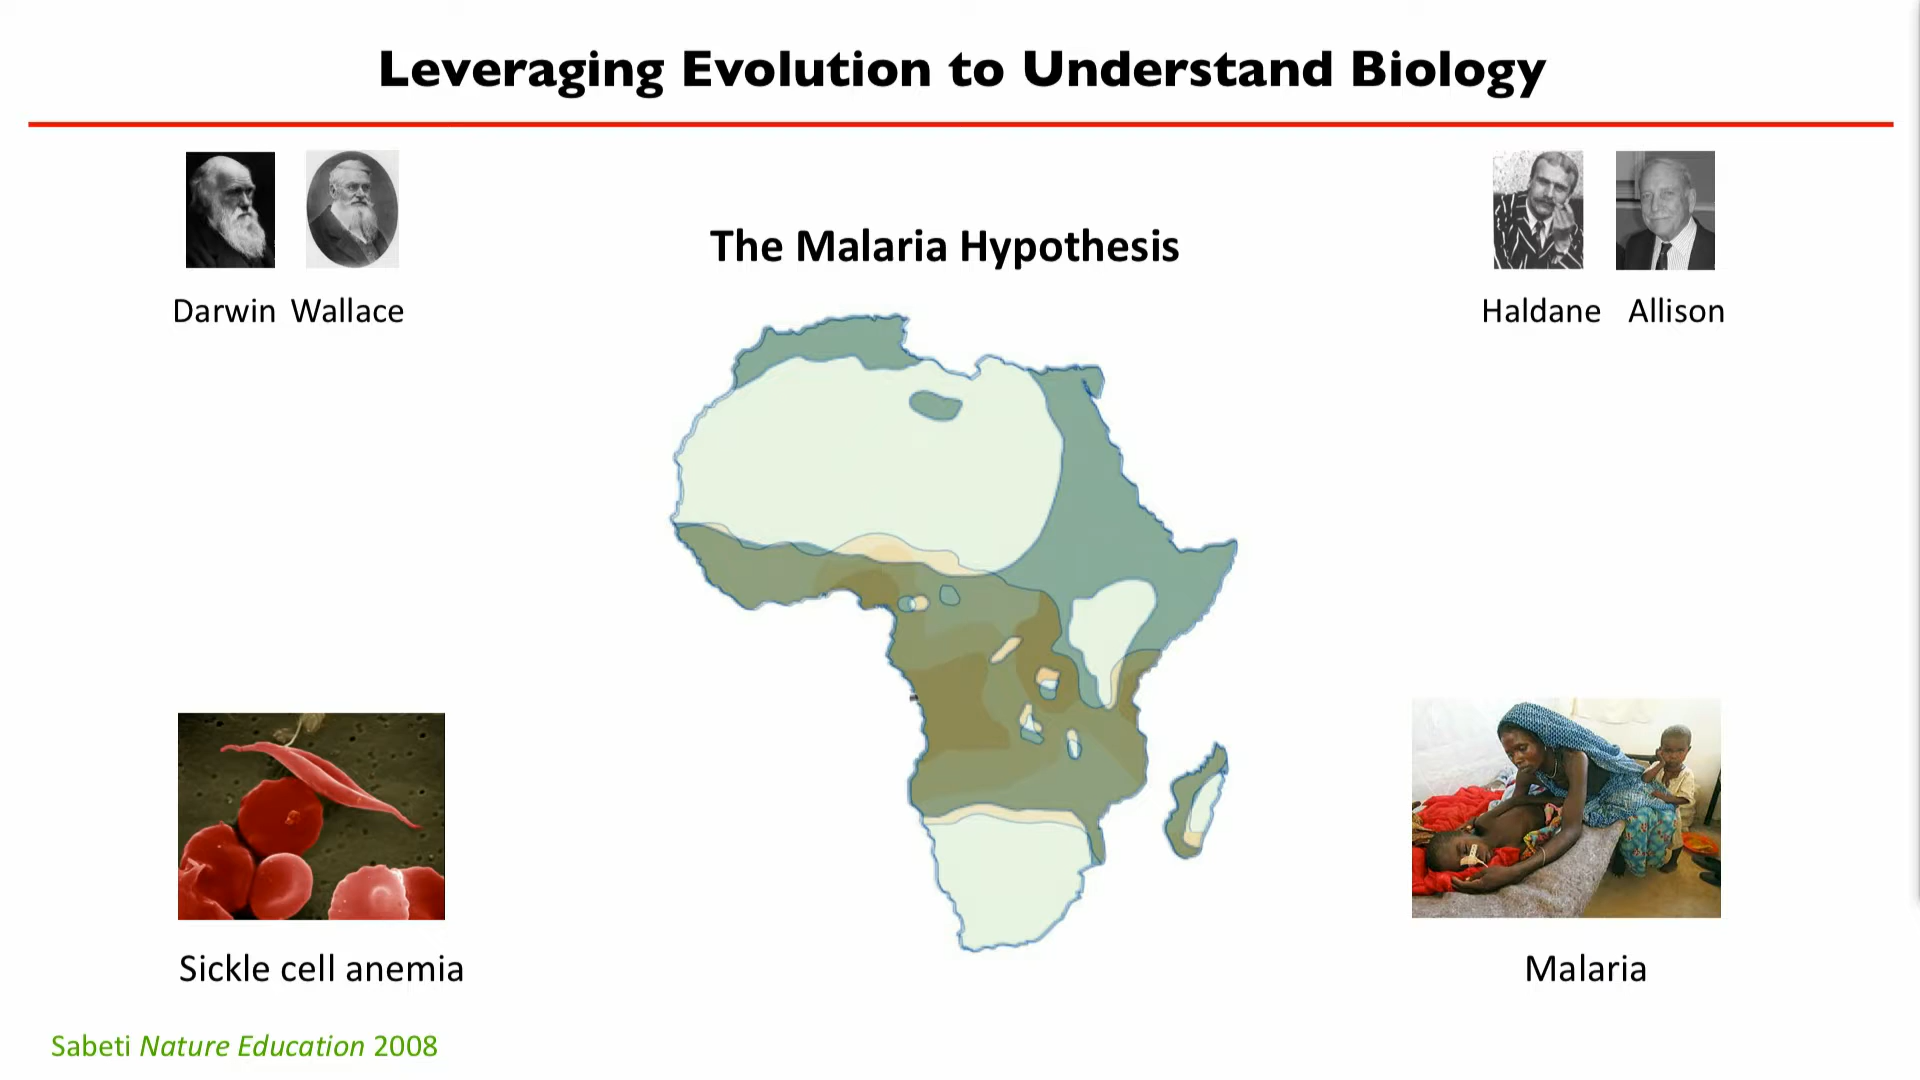 Leveraging Evolution to Understand Biology
Darwin Wallace
The Malaria Hypothesis
Haldane Allison
Sickle cell anemia
Malaria
Sabeti Nature Education 2008